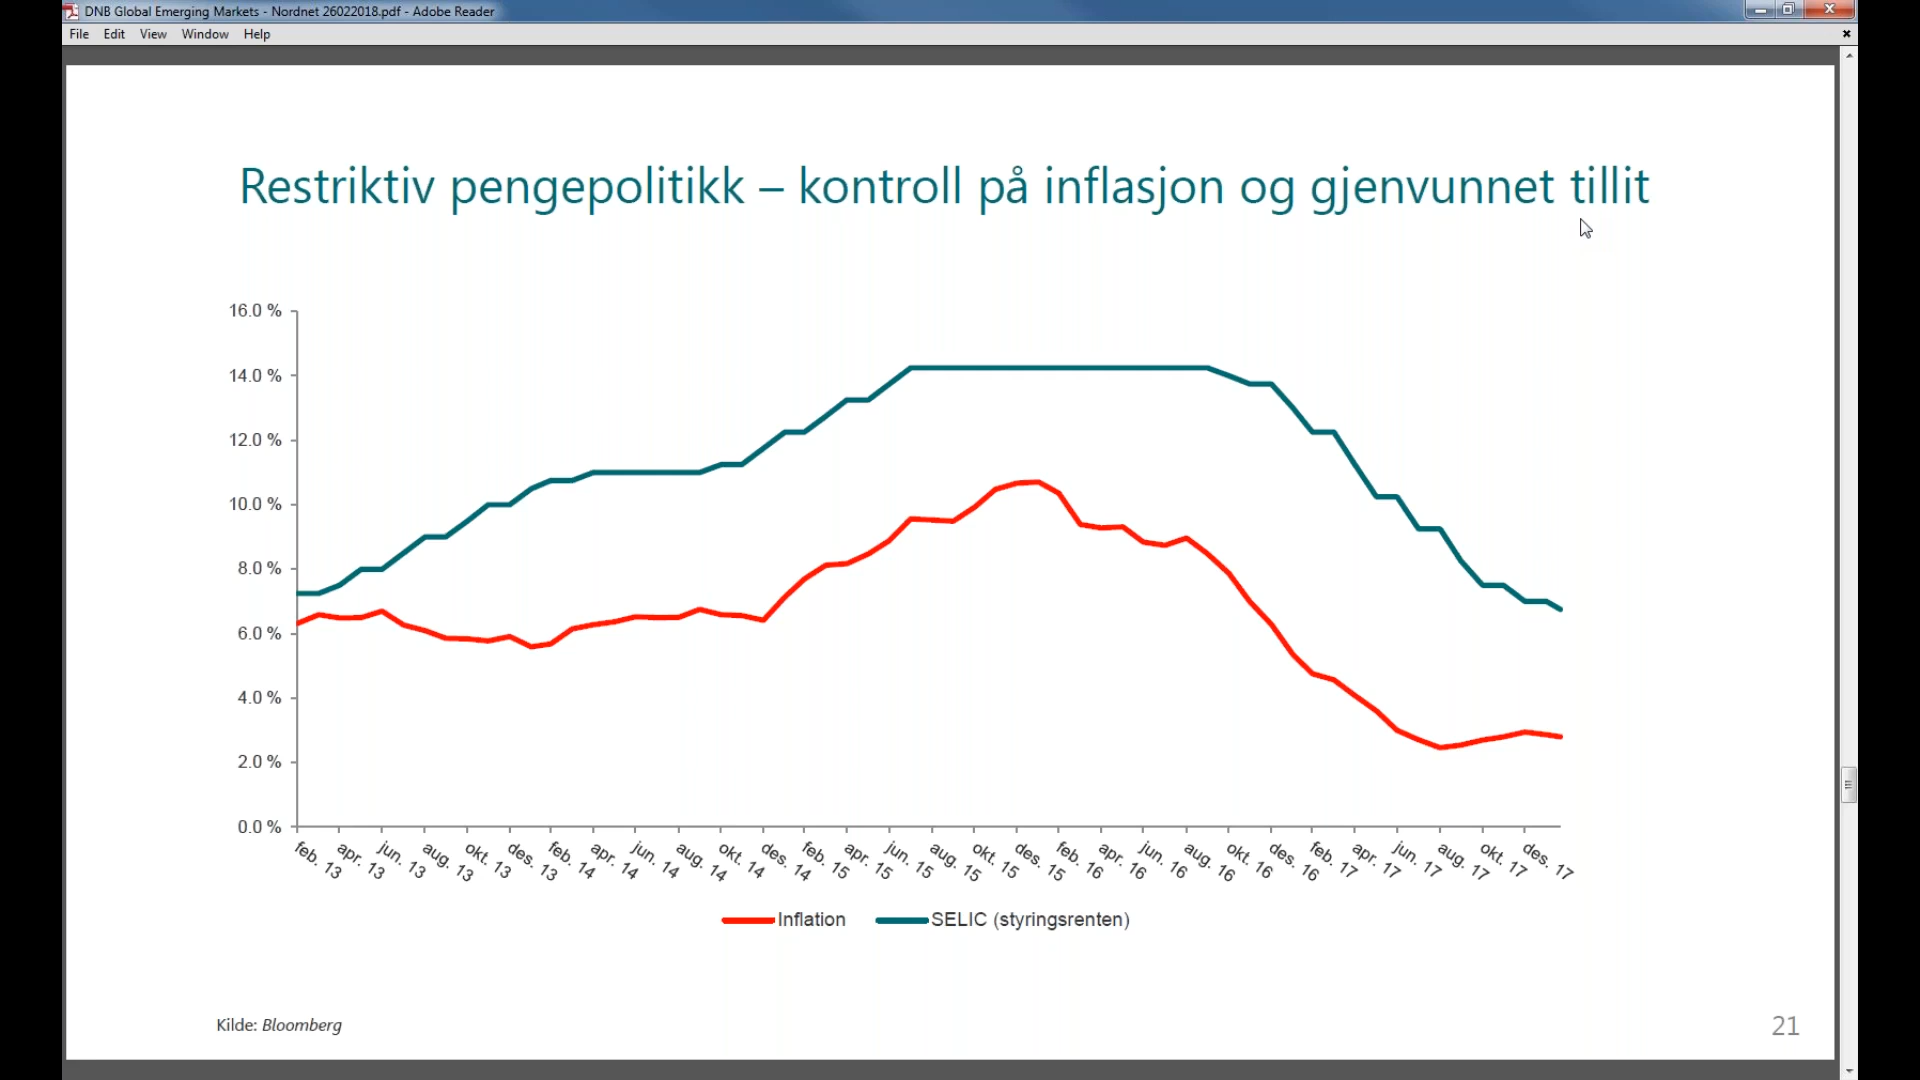 DNB Global Emerging Markets - Nordnet 26022018.pdf - Adobe Reader
File Edit View Window Help
Restriktiv pengepolitikk – kontroll på inflasjon og gjenvunnet tillit
16.0 %
14.0 %
12.0 %
10.0 %
8.0 %
6.0 %
4.0 %
2.0 %
0.0 %
feb. 13 apr. 13 jun. 13 aug. 13 okt. 13 des. 13 feb. 14 apr. 14 jun. 14 aug. 14 okt. 14 des. 14 feb. 15 apr. 15 jun. 15 aug. 15 okt. 15 des. 15 feb. 16 apr. 16 jun. 16 aug. 16 okt. 16 des. 16 feb. 17 apr. 17 jun. 17 aug. 17 okt. 17 des. 17
Inflation SELIC (styringsrenten)
Kilde: Bloomberg
21